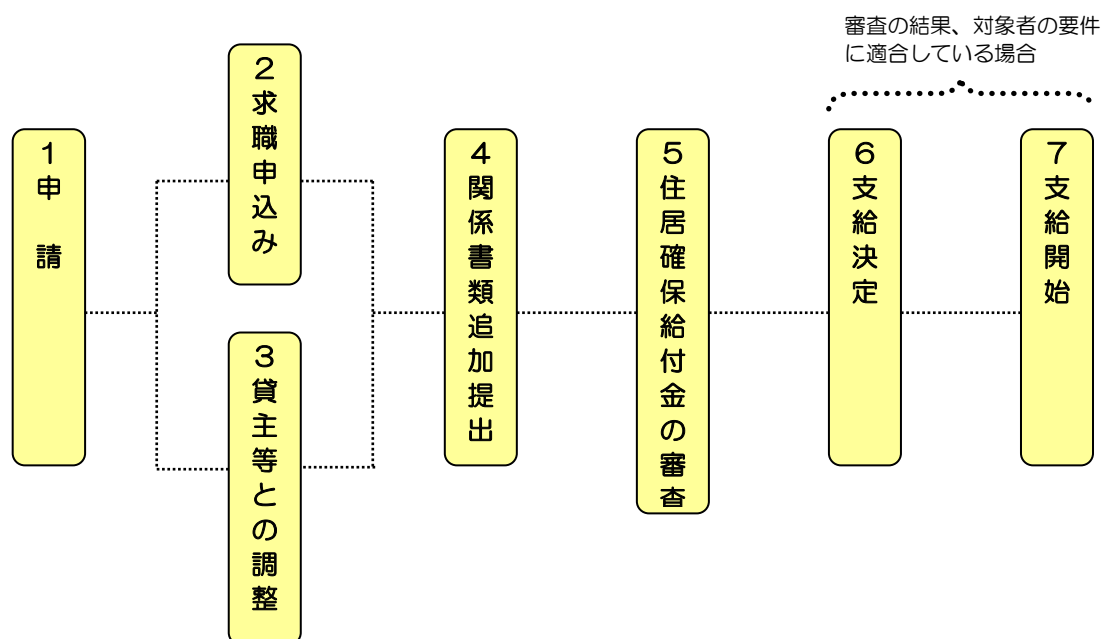 審査の結果、対象者の要件
に適合している場合
１申　請
２求職申込み
３貸主等との調整
４関係書類追加提出
５住居確保給付金の審査
６支給決定
７支給開始